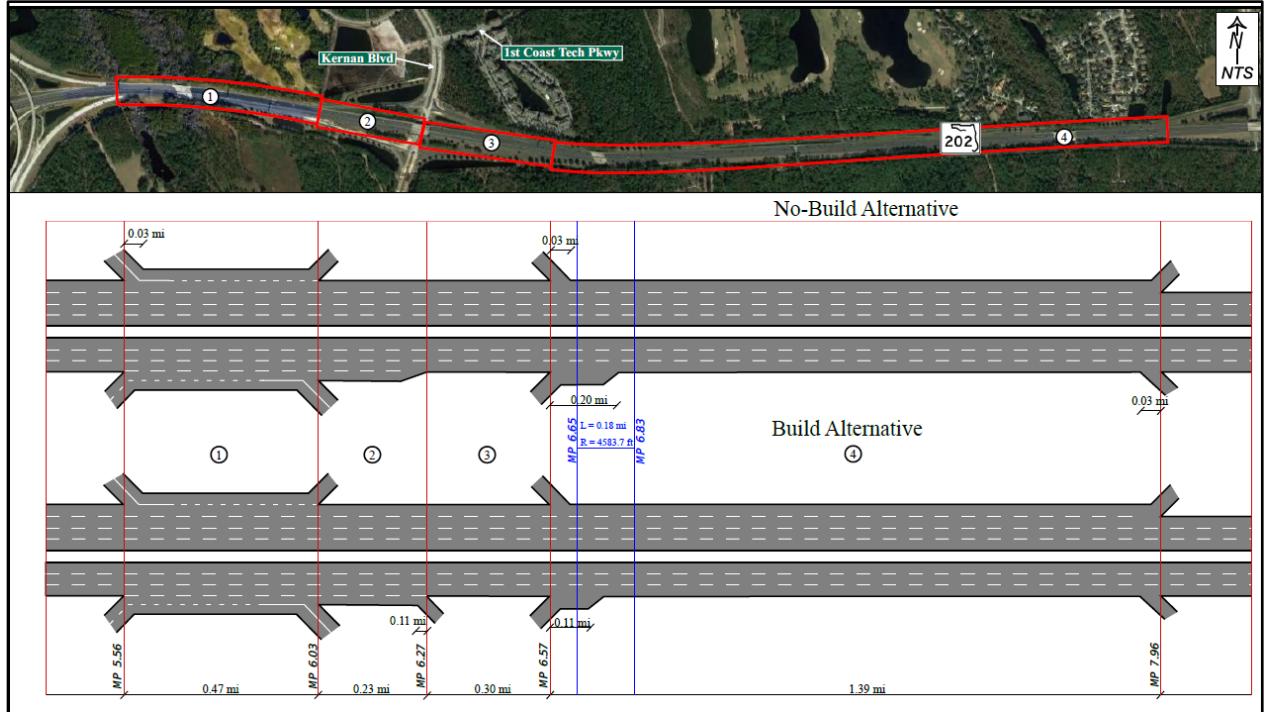 1st Coast Tech Pkwy
Kernan Blvd
N
NTS
1
2
3
202
4
No-Build Alternative
0.03 mi
0.03 mi
0.20 mi
0.03 mi
MP 6.65
L = 0.18 mi
R = 4583.7 ft
MP 6.83
Build Alternative
1
2
3
4
0.11 mi
0.11 mi
MP 5.56
MP 6.03
MP 6.27
MP 6.57
MP 7.96
0.47 mi
0.23 mi
0.30 mi
1.39 mi